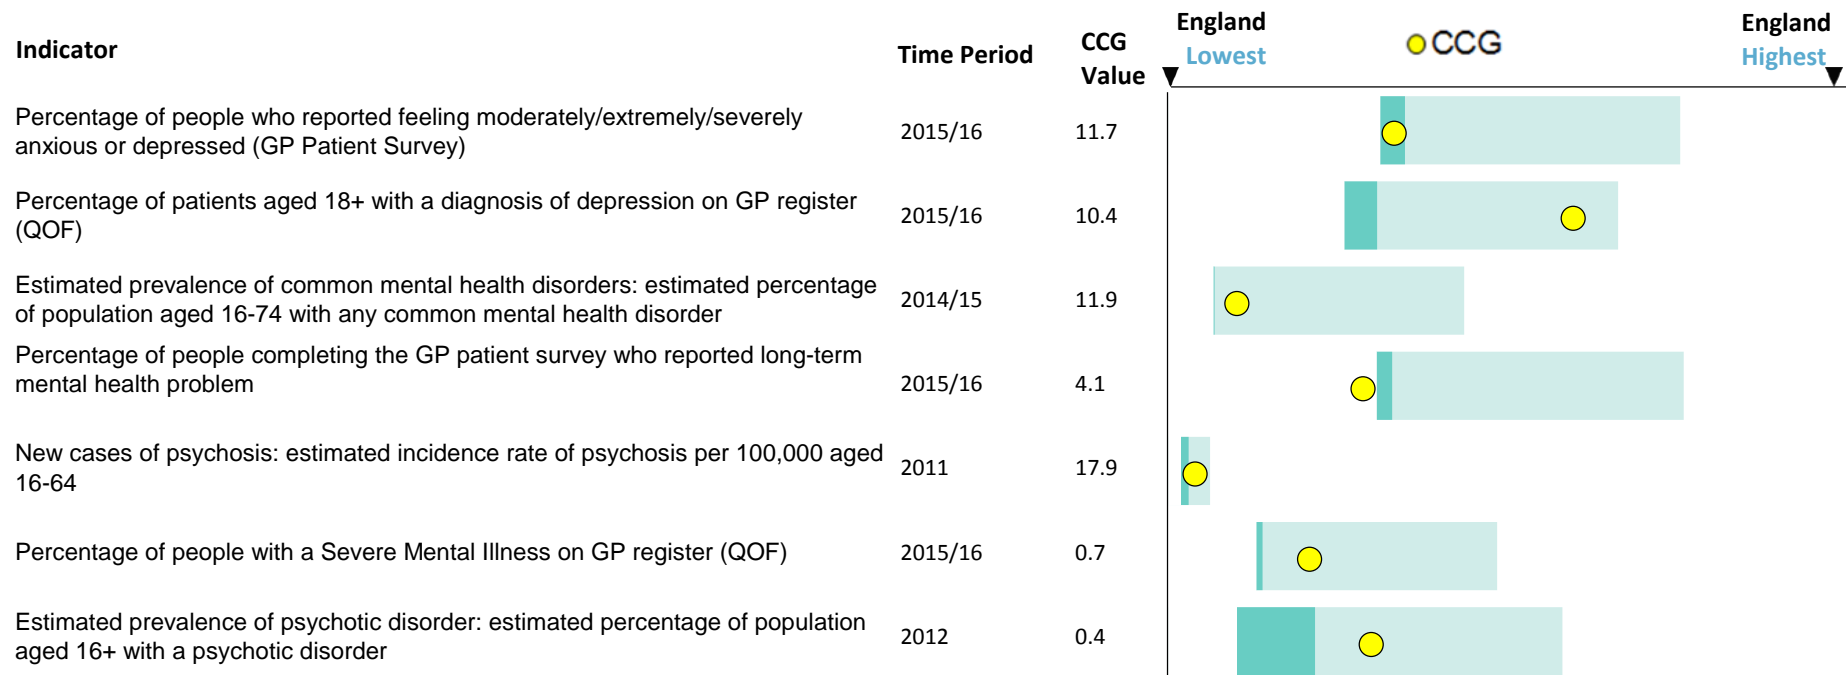 Indicator
Time Period
CCG
Value
England
Lowest
CCG
England
Highest
Percentage of people who reported feeling moderately/extremely/severely
anxious or depressed (GP Patient Survey)
2015/16
11.7
Percentage of patients aged 18+ with a diagnosis of depression on GP register
(QOF)
2015/16
10.4
Estimated prevalence of common mental health disorders: estimated percentage
of population aged 16-74 with any common mental health disorder
2014/15
11.9
Percentage of people completing the GP patient survey who reported long-term
mental health problem
2015/16
4.1
New cases of psychosis: estimated incidence rate of psychosis per 100,000 aged
16-64
2011
17.9
Percentage of people with a Severe Mental Illness on GP register (QOF)
2015/16
0.7
Estimated prevalence of psychotic disorder: estimated percentage of population
aged 16+ with a psychotic disorder
2012
0.4